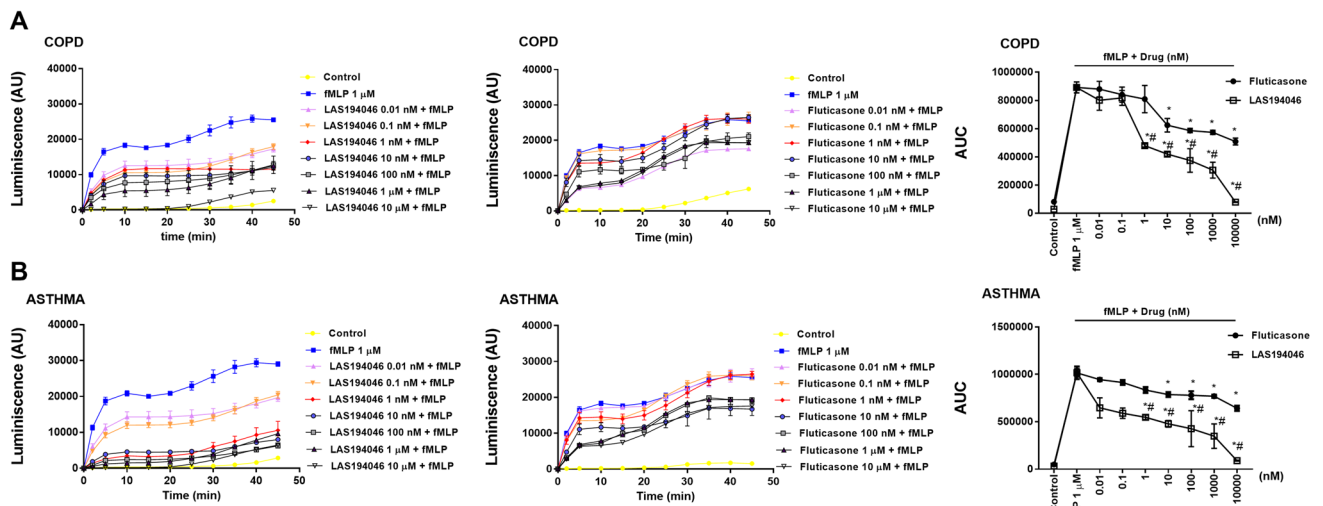 A
COPD
Luminiscence (AU)
40000
30000
20000
10000
0
0 10 20 30 40 50
time (min)
Control
fMLP 1 μM
LAS194046 0.01 nM + fMLP
LAS194046 0.1 nM + fMLP
LAS194046 1 nM + fMLP
LAS194046 10 nM + fMLP
LAS194046 100 nM + fMLP
LAS194046 1 μM + fMLP
LAS194046 10 μM + fMLP
Luminiscence (AU)
40000
30000
20000
10000
0
0 10 20 30 40 50
Time (min)
Control
fMLP 1 μM
Fluticasone 0.01 nM + fMLP
Fluticasone 0.1 nM + fMLP
Fluticasone 1 nM + fMLP
Fluticasone 10 nM + fMLP
Fluticasone 100 nM + fMLP
Fluticasone 1 μM + fMLP
Fluticasone 10 μM + fMLP
COPD
fMLP + Drug (nM)
AUC
1000000
800000
600000
400000
200000
0
Fluticasone
LAS194046
* * * *
*# *# *# *# *#
Control
fMLP 1 μM
0.01
0.1
1
10
100
1000
10000
(nM)
B
ASTHMA
Luminiscence (AU)
40000
30000
20000
10000
0
0 10 20 30 40 50
Time (min)
Control
fMLP 1 μM
LAS194046 0.01 nM + fMLP
LAS194046 0.1 nM + fMLP
LAS194046 1 nM + fMLP
LAS194046 10 nM + fMLP
LAS194046 100 nM + fMLP
LAS194046 1 μM + fMLP
LAS194046 10 μM + fMLP
ASTHMA
Luminiscence (AU)
40000
30000
20000
10000
0
0 10 20 30 40 50
Time (min)
Control
fMLP 1 μM
Fluticasone 0.01 nM + fMLP
Fluticasone 0.1 nM + fMLP
Fluticasone 1 nM + fMLP
Fluticasone 10 nM + fMLP
Fluticasone 100 nM + fMLP
Fluticasone 1 μM + fMLP
Fluticasone 10 μM + fMLP
ASTHMA
fMLP + Drug (nM)
AUC
1500000
1000000
500000
0
Fluticasone
LAS194046
* * * *
*# *# *# *# *#
Control
P 1 μM
0.01
0.1
1
10
100
1000
10000
(nM)